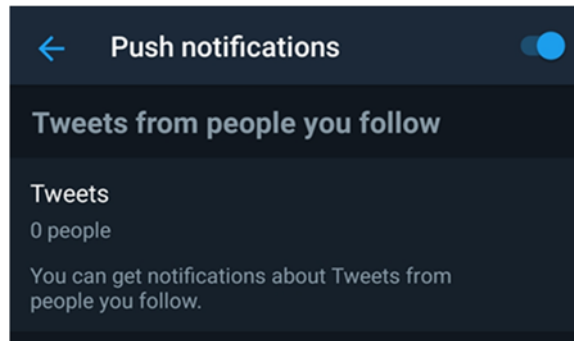 Push notifications
Tweets from people you follow
Tweets
0 people
You can get notifications about Tweets from
people you follow.